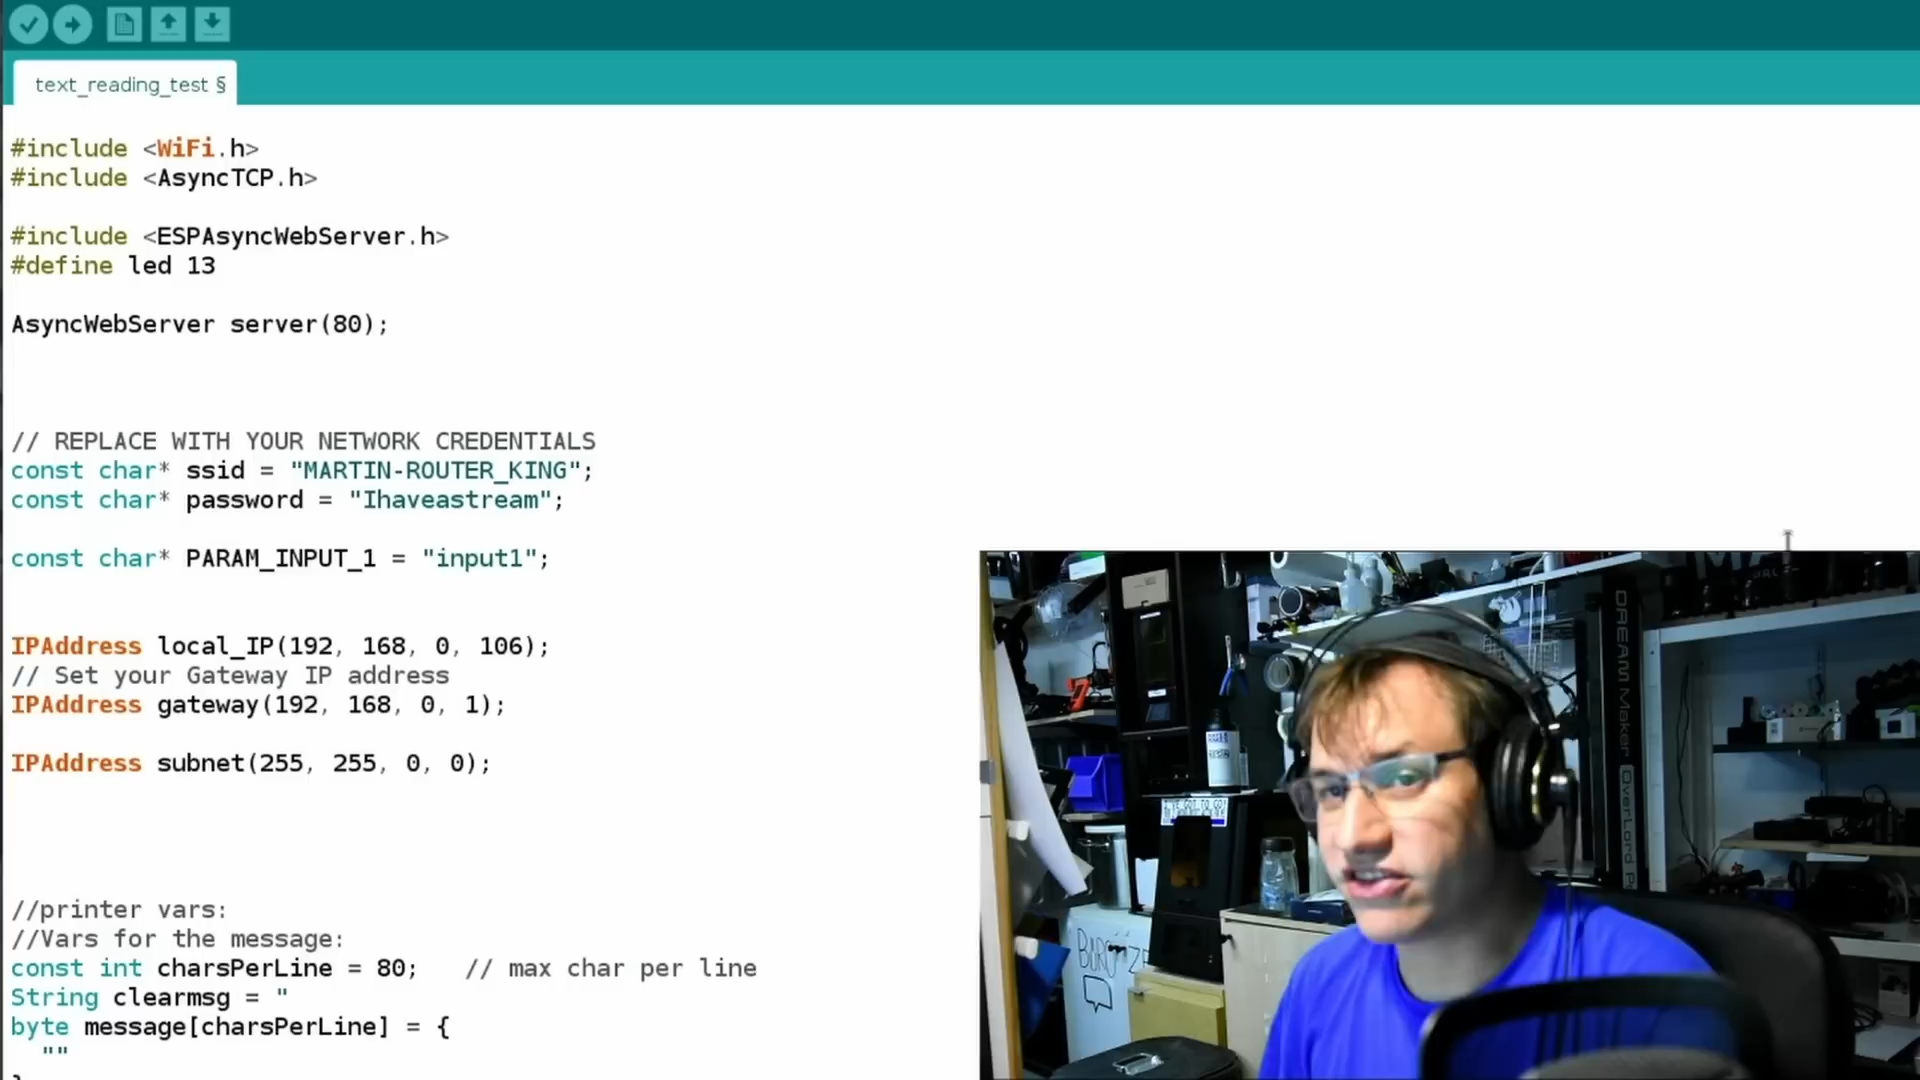 text_reading_test §
#include <WiFi.h>
#include <AsyncTCP.h>
#include <ESPAsyncWebServer.h>
#define led 13
AsyncWebServer server(80);
// REPLACE WITH YOUR NETWORK CREDENTIALS
const char* ssid = "MARTIN-ROUTER_KING";
const char* password = "Ihaveastream";
const char* PARAM_INPUT_1 = "input1";
IPAddress local_IP(192, 168, 0, 106);
// Set your Gateway IP address
IPAddress gateway(192, 168, 0, 1);
IPAddress subnet(255, 255, 0, 0);
//printer vars:
//Vars for the message:
const int charsPerLine = 80;   // max char per line
String clearmsg = "
byte message[charsPerLine] = {
""
DREAM Maker
OverLord